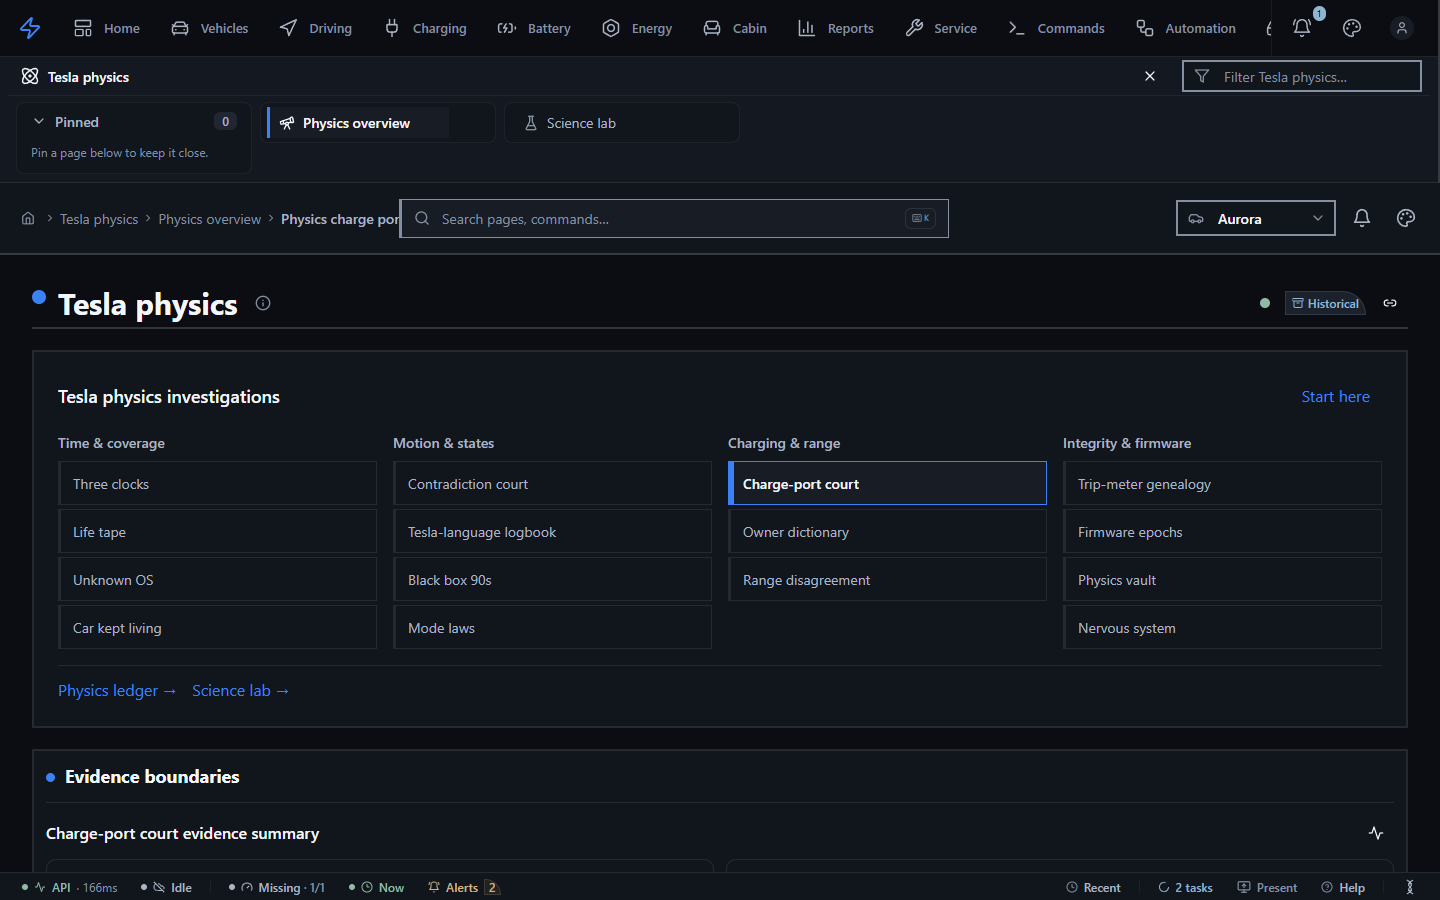 Home
Vehicles
Driving
Charging
Battery
Energy
Cabin
Reports
Service
Commands
Automation
1
Tesla physics
Filter Tesla physics...
Pinned
0
Pin a page below to keep it close.
Physics overview
Science lab
Tesla physics
Physics overview
Physics charge por
Search pages, commands...
K
Aurora
Tesla physics
Historical
Tesla physics investigations
Start here
Time & coverage
Three clocks
Life tape
Unknown OS
Car kept living
Motion & states
Contradiction court
Tesla-language logbook
Black box 90s
Mode laws
Charging & range
Charge-port court
Owner dictionary
Range disagreement
Integrity & firmware
Trip-meter genealogy
Firmware epochs
Physics vault
Nervous system
Physics ledger →
Science lab →
Evidence boundaries
Charge-port court evidence summary
API · 166ms
Idle
Missing · 1/1
Now
Alerts 2
Recent
2 tasks
Present
Help